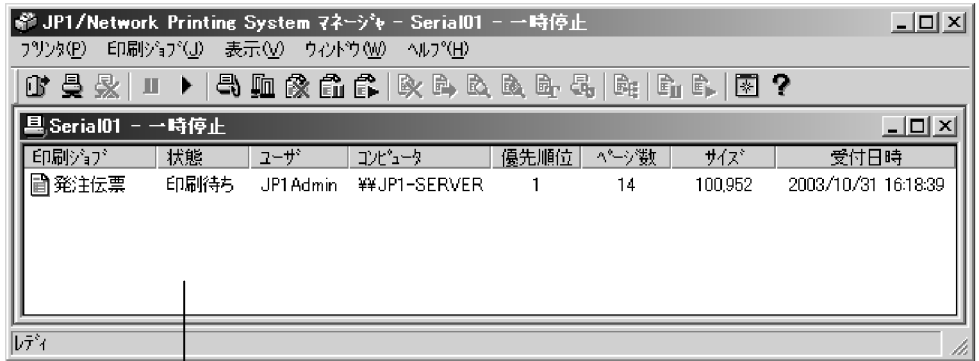 JP1/Network Printing System マネージャ - Serial01 - 一時停止
プリンタ(P) 印刷ジョブ(J) 表示(V) ウィンドウ(W) ヘルプ(H)
Serial01 - 一時停止
印刷ジョブ 状態 ユーザ コンピュータ 優先順位 ページ数 サイズ 受付日時
発注伝票 印刷待ち JP1Admin ¥¥JP1-SERVER 1 14 100,952 2003/10/31 16:18:39
レディ